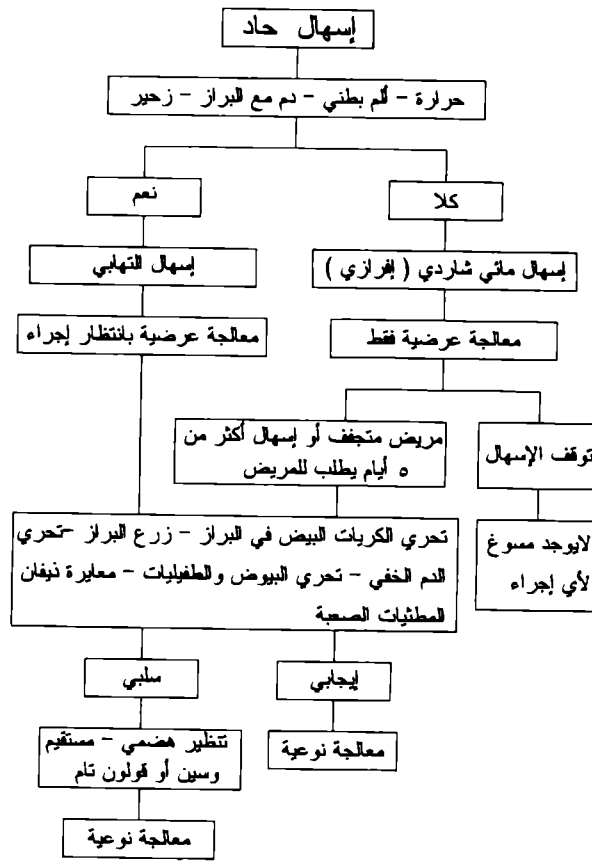 إسهال حاد
حرارة - ألم بطني - دم مع البراز - زحير
كلا
نعم
إسهال مائي شاردي ( إفرازي )
إسهال التهابي
معالجة عرضية فقط
معالجة عرضية بانتظار إجراء
توقف الإسهال
مريض متجفف أو إسهال أكثر من
٥ أيام يطلب للمريض
لايوجد مسوغ
لأي إجراء
تحري الكريات البيض في البراز - زرع البراز -تحري
الدم الخفي - تحري البيوض والطفيليات - معايرة ذيفان
المطثيات الصعبة
إيجابي
سلبي
معالجة نوعية
تنظير هضمي - مستقيم
وسين أو قولون تام
معالجة نوعية